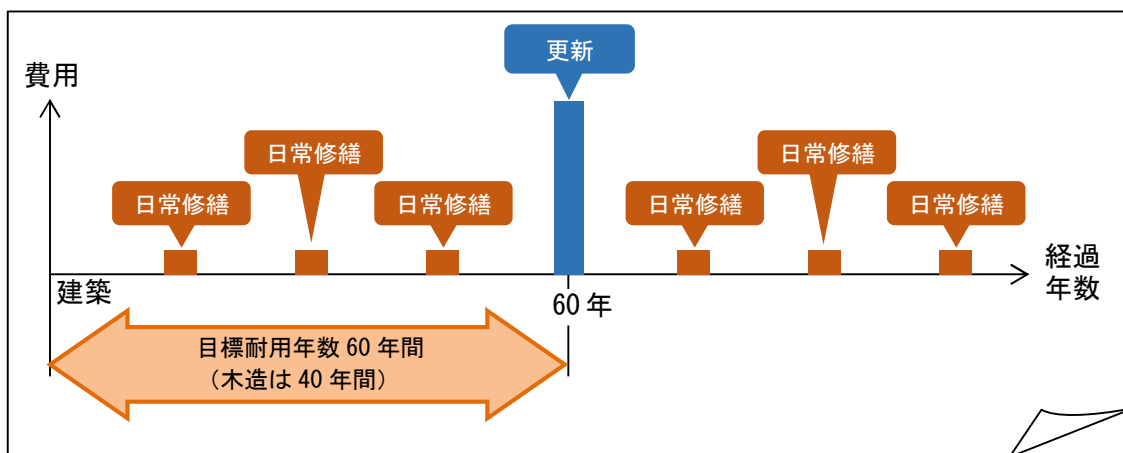 更新
費用
日常修繕
日常修繕
日常修繕
日常修繕
日常修繕
日常修繕
建築
60 年
経過
年数
目標耐用年数 60 年間
（木造は 40 年間）